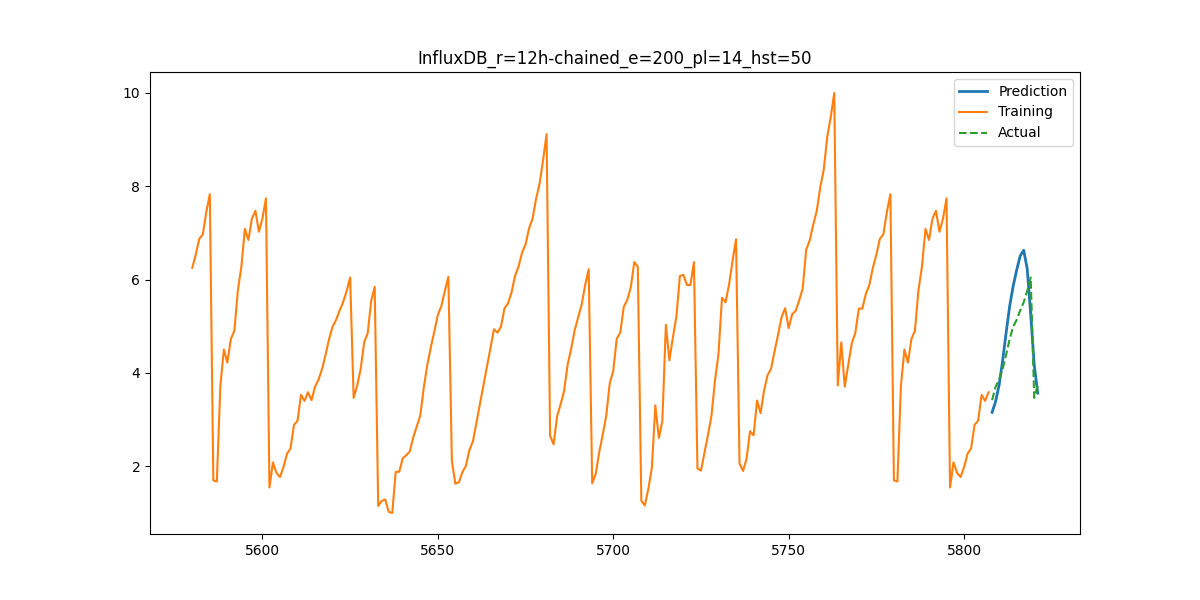 InfluxDB_r=12h-chained_e=200_pl=14_hst=50
Prediction
Training
Actual
10
8
6
4
2
5600
5650
5700
5750
5800